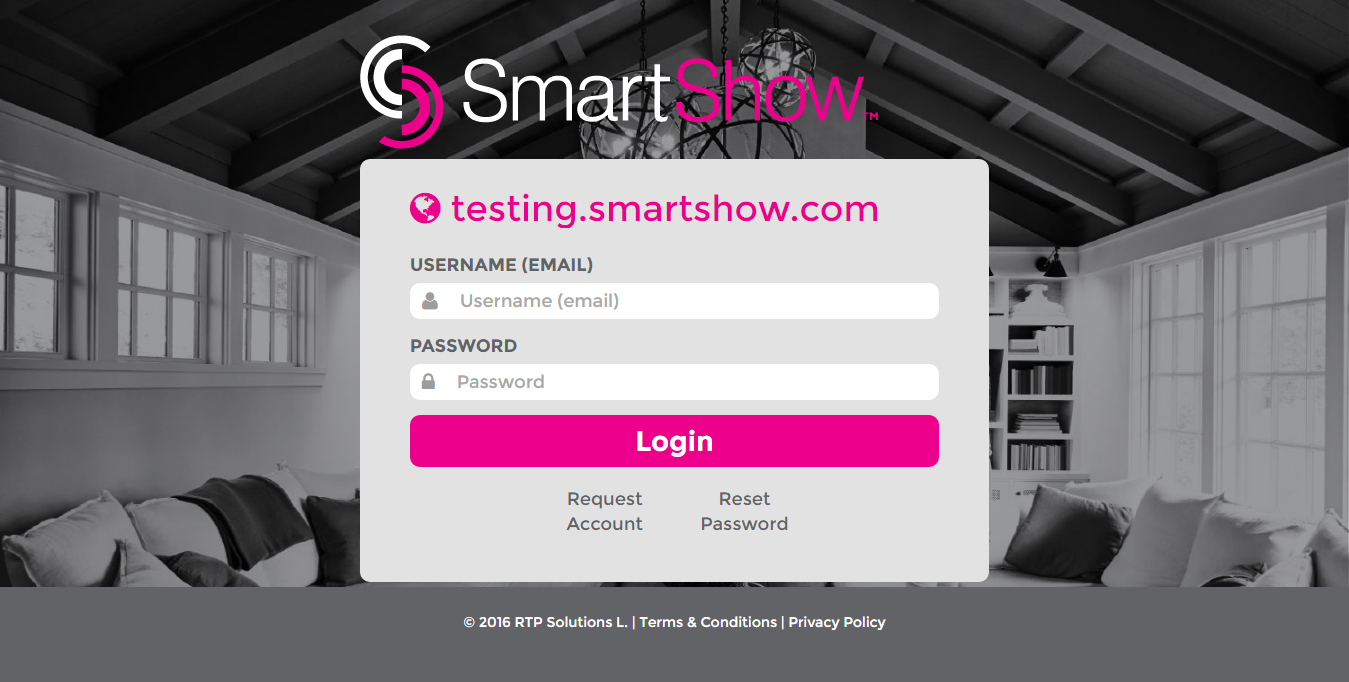 SmartShow™
testing.smartshow.com
USERNAME (EMAIL)
Username (email)
PASSWORD
Password
Login
Request
Account
Reset
Password
© 2016 RTP Solutions L. | Terms & Conditions | Privacy Policy